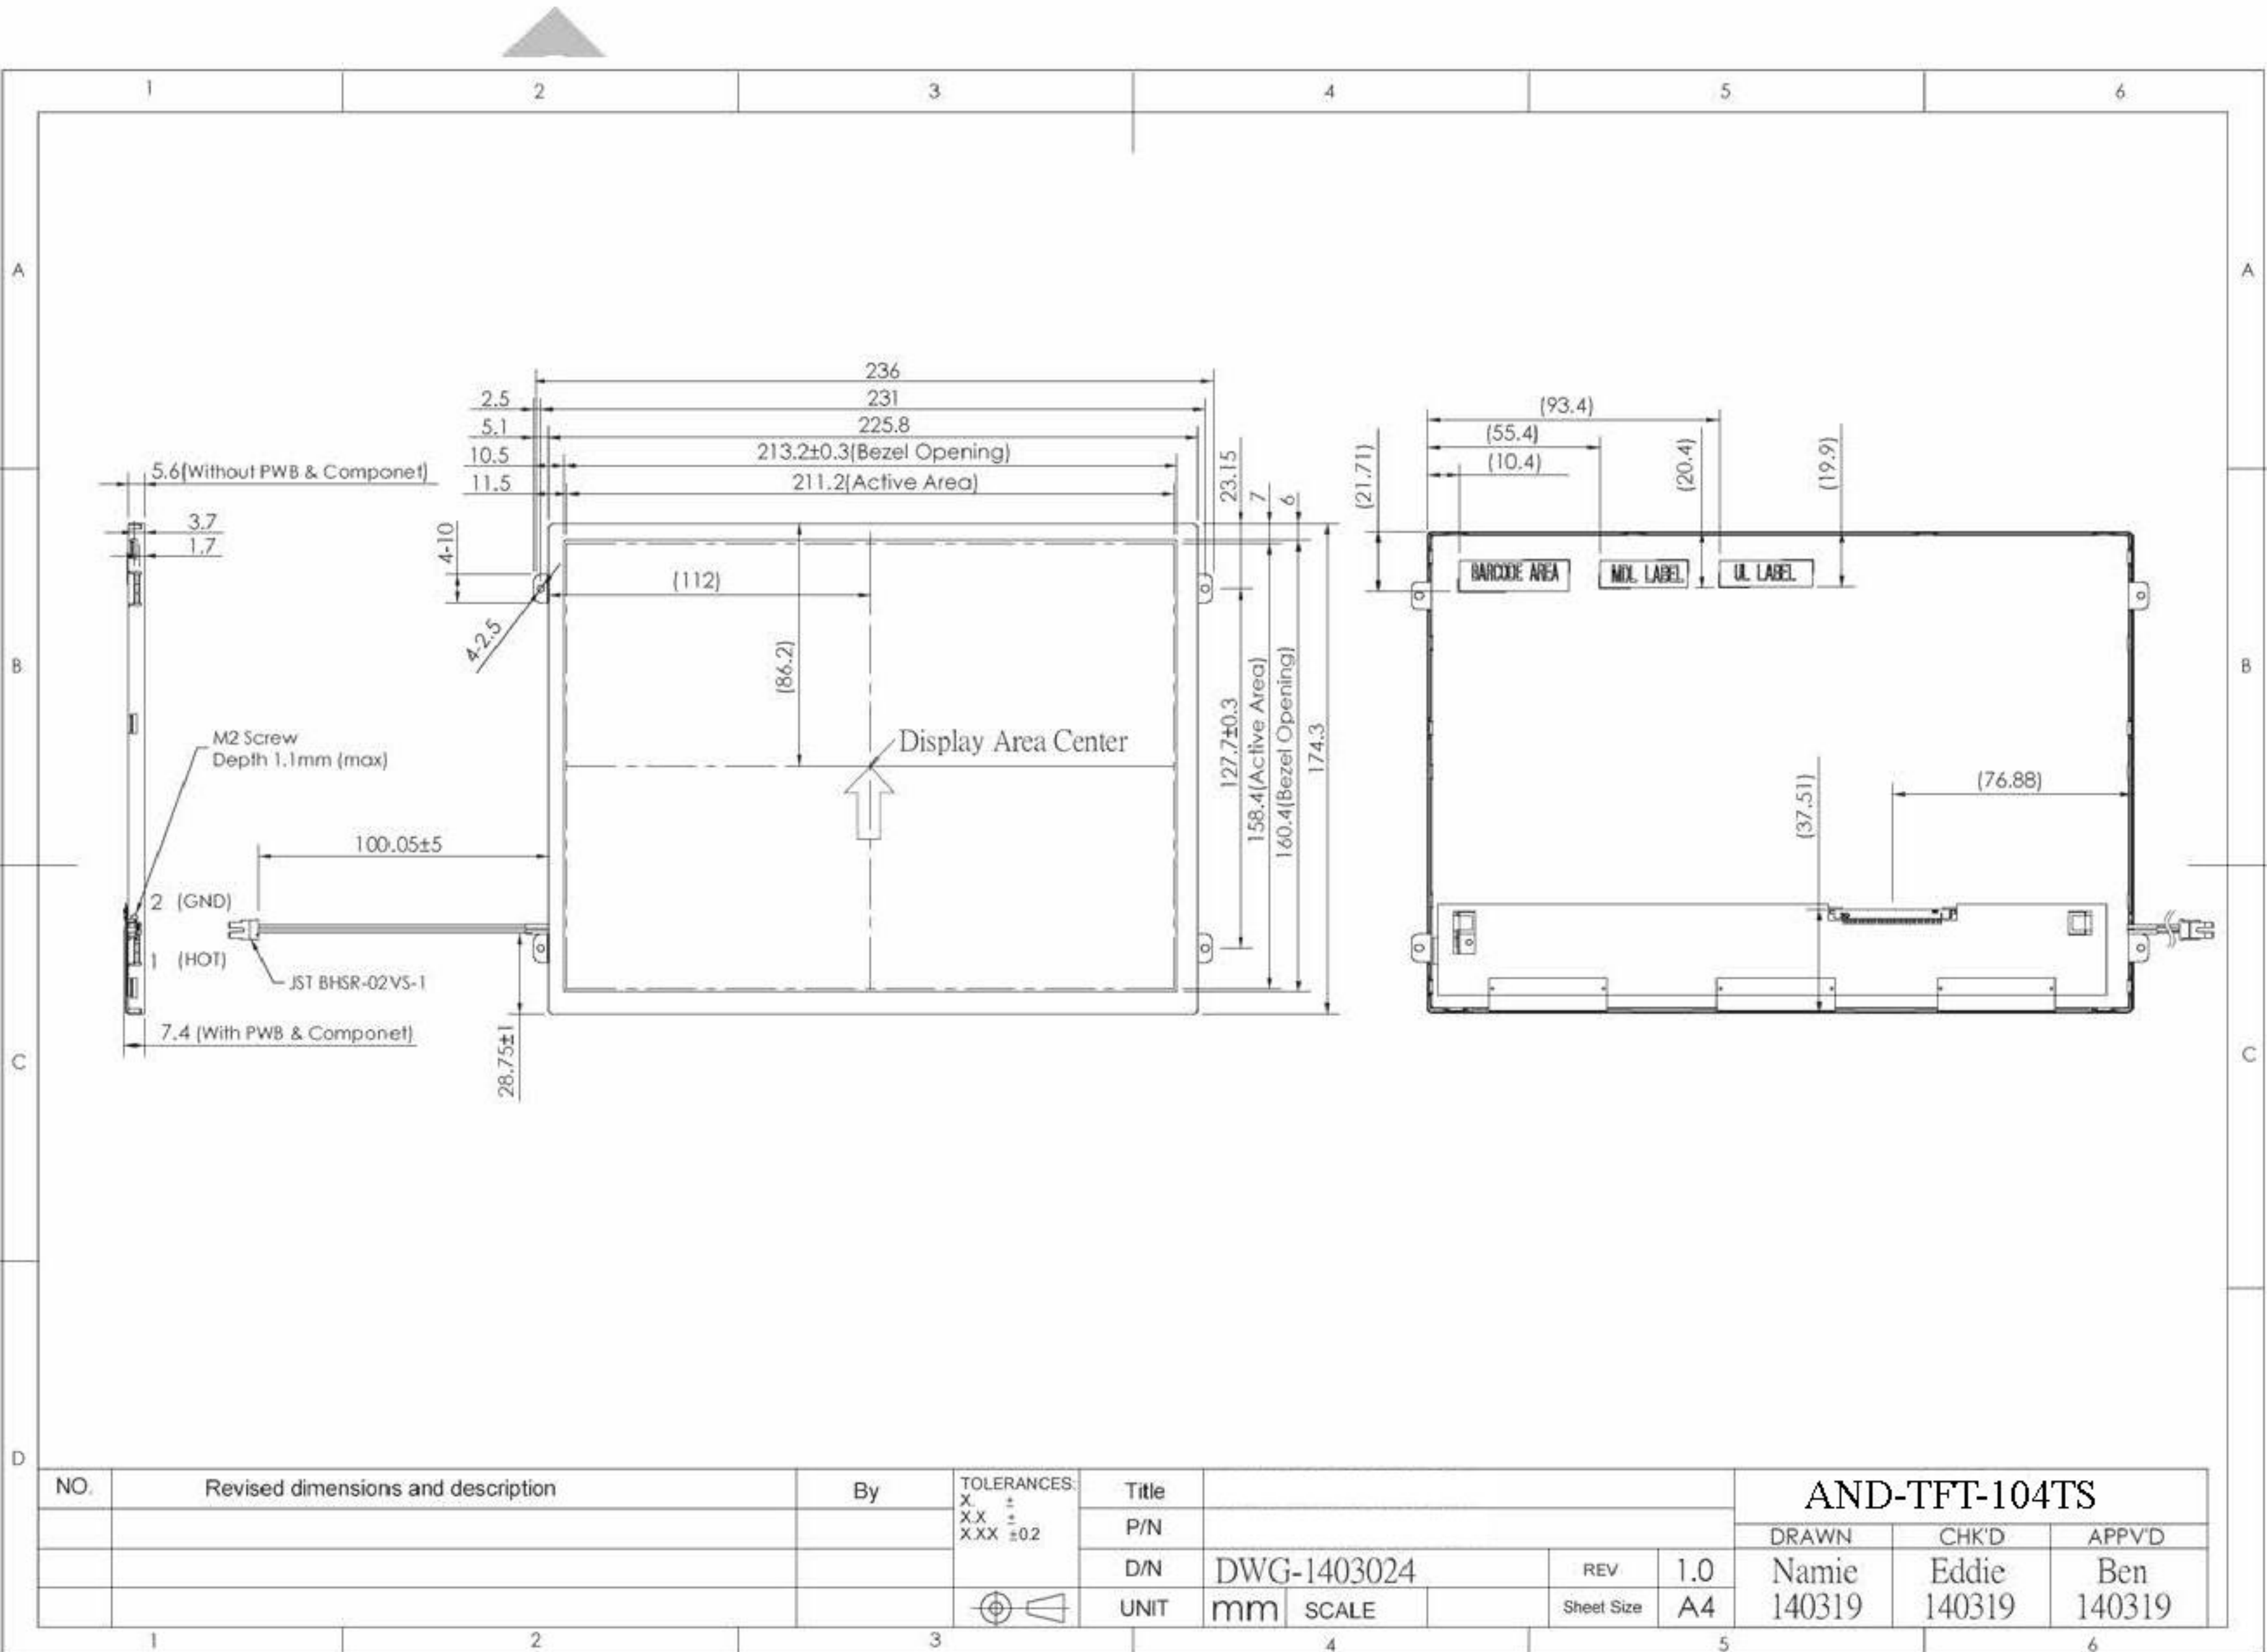 1 2 3 4 5 6
A A
236
2.5 231
5.1 225.8
10.5 213.2±0.3(Bezel Opening)
11.5 211.2(Active Area)
(93.4)
(55.4)
(10.4)
(21.71)
(20.4)
(19.9)
5.6(Without PWB & Componet)
3.7
1.7
23.15
7
6
4-10
(112)
4-2.5
(86.2)
BARCODE AREA MDL LABEL UL LABEL
B B
M2 Screw
Depth 1.1mm (max)
Display Area Center
127.7±0.3
158.4(Active Area)
160.4(Bezel Opening)
174.3
(37.51)
(76.88)
100.05±5
2 (GND)
1 (HOT)
JST BHSR-02VS-1
7.4 (With PWB & Componet)
28.75±1
C C
D
NO. Revised dimensions and description By
TOLERANCES:
X. ±
X.X ±
X.XX ±0.2
Title
P/N
D/N DWG-1403024 REV 1.0
UNIT mm SCALE Sheet Size A4
AND-TFT-104TS
DRAWN CHK'D APPV'D
Namie Eddie Ben
140319 140319 140319
1 2 3 4 5 6